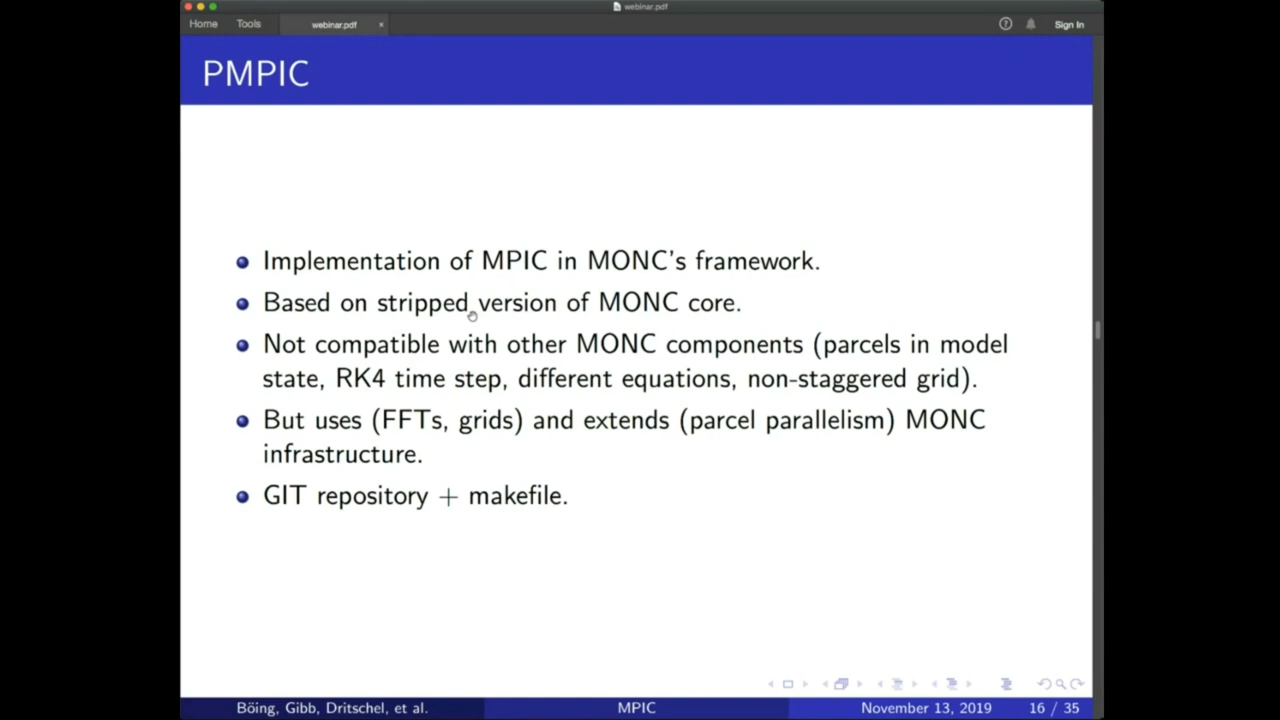 webinar.pdf
Home Tools webinar.pdf × ? Sign In
PMPIC
Implementation of MPIC in MONC's framework.
Based on stripped version of MONC core.
Not compatible with other MONC components (parcels in model
state, RK4 time step, different equations, non-staggered grid).
But uses (FFTs, grids) and extends (parcel parallelism) MONC
infrastructure.
GIT repository + makefile.
Böing, Gibb, Dritschel, et al. MPIC November 13, 2019 16 / 35